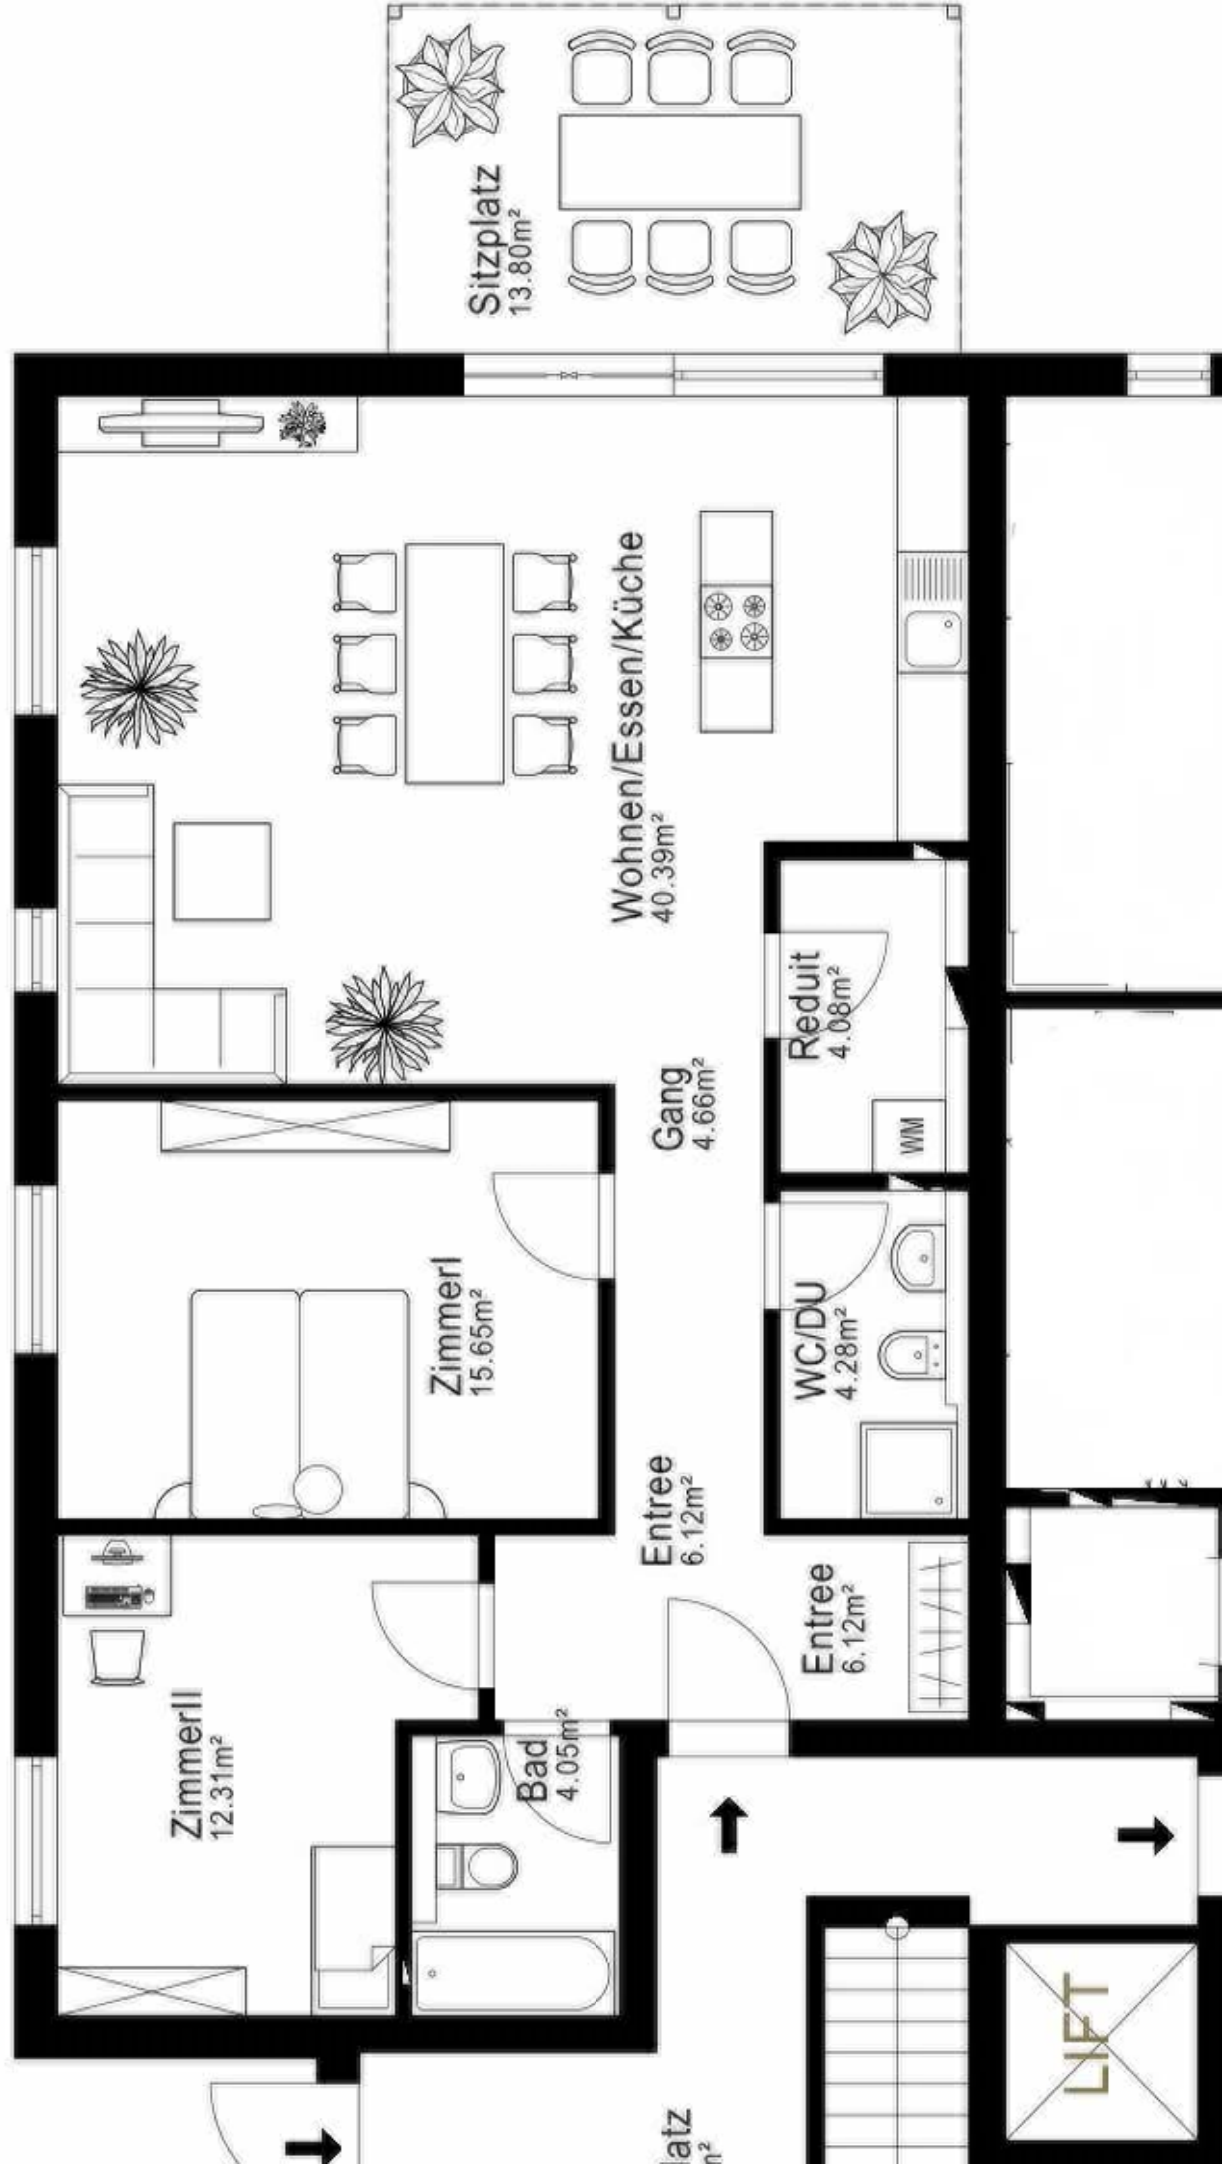 Sitzplatz
13.80m²
Wohnen/Essen/Küche
40.39m²
Reduit
4.08m²
Gang
4.66m²
WM
ZimmerI
15.65m²
WC/DU
4.28m²
Entree
6.12m²
Entree
6.12m²
ZimmerII
12.31m²
Bad
4.05m²
LIFT
latz
m²